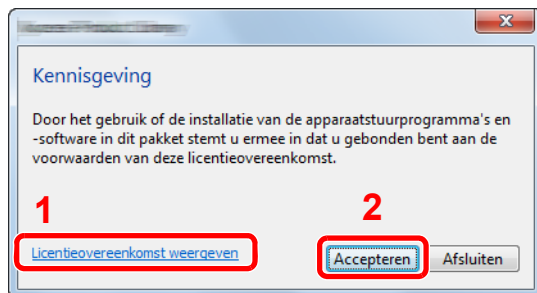 Kennisgeving
Door het gebruik of de installatie van de apparaatstuurprogramma's en
-software in dit pakket stemt u ermee in dat u gebonden bent aan de
voorwaarden van deze licentieovereenkomst.
1
2
Licentieovereenkomst weergeven
Accepteren
Afsluiten